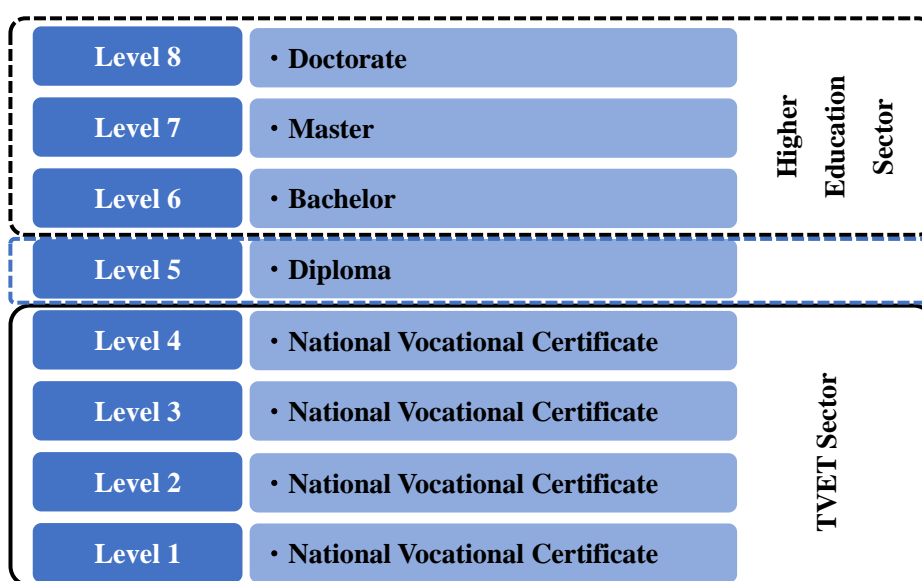 Level 8
・Doctorate
Level 7
・Master
Level 6
・Bachelor
Higher
Education
Sector
Level 5
・Diploma
Level 4
・National Vocational Certificate
Level 3
・National Vocational Certificate
Level 2
・National Vocational Certificate
Level 1
・National Vocational Certificate
TVET Sector